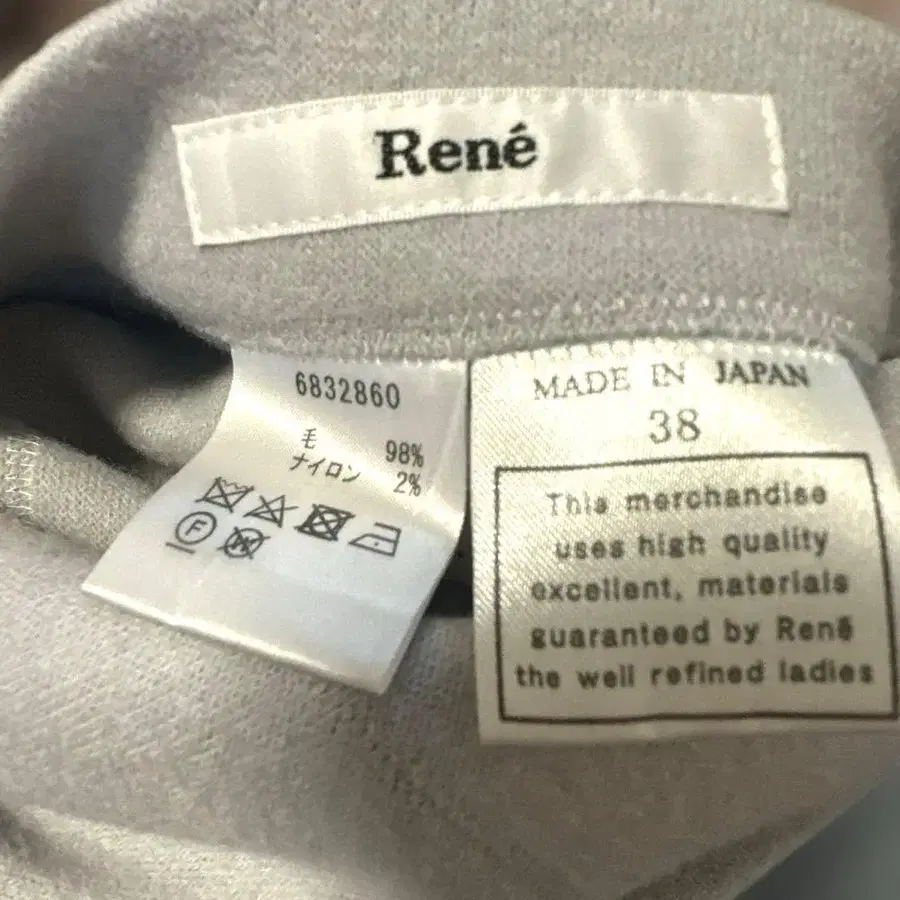 René
6832860
毛 98%
ナイロン 2%
F
W
MADE IN JAPAN
38
This merchandise
uses high quality
excellent, materials
guaranteed by René
the well refined ladies